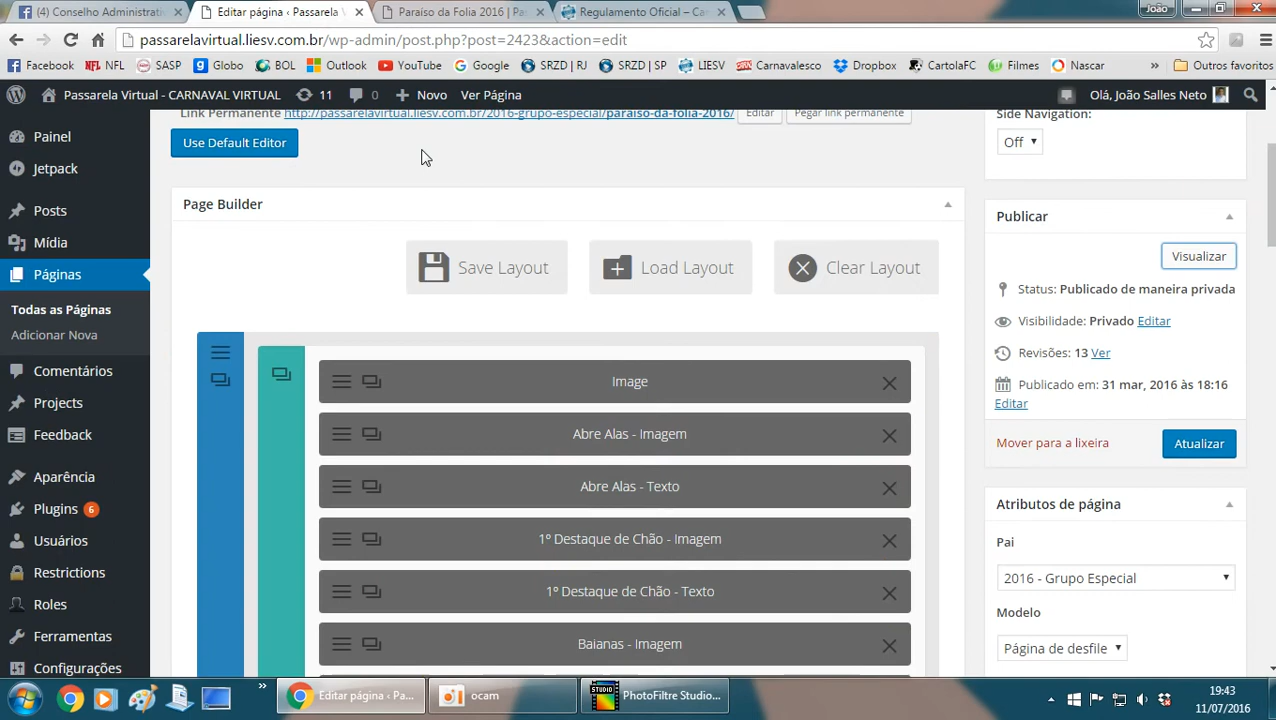 (4) Conselho Administrati
Editar página ‹ Passarela
Paraíso da Folia 2016 | Pas
Regulamento Oficial – Ca
João
passarelavirtual.liesv.com.br/wp-admin/post.php?post=2423&action=edit
Facebook NFL SASP Globo BOL Outlook YouTube Google SRZD | RJ SRZD | SP LIESV Carnavalesco Dropbox CartolaFC Filmes Nascar » Outros favoritos
Passarela Virtual - CARNAVAL VIRTUAL 11 0 Novo Ver Página Olá, João Salles Neto
Painel
Jetpack
Posts
Mídia
Páginas
Todas as Páginas
Adicionar Nova
Comentários
Projects
Feedback
Aparência
Plugins 6
Usuários
Restrictions
Roles
Ferramentas
Configurações
Link Permanente http://passarelavirtual.liesv.com.br/2016-grupo-especial/paraiso-da-folia-2016/ Editar Pegar link permanente
Use Default Editor
Page Builder
Save Layout Load Layout Clear Layout
Image
Abre Alas - Imagem
Abre Alas - Texto
1º Destaque de Chão - Imagem
1º Destaque de Chão - Texto
Baianas - Imagem
Side Navigation:
Off
Publicar
Visualizar
Status: Publicado de maneira privada
Visibilidade: Privado Editar
Revisões: 13 Ver
Publicado em: 31 mar, 2016 às 18:16
Editar
Mover para a lixeira Atualizar
Atributos de página
Pai
2016 - Grupo Especial
Modelo
Página de desfile
» Editar página ‹ Pa... ocam STUDIO PhotoFiltre Studio...
19:43
11/07/2016